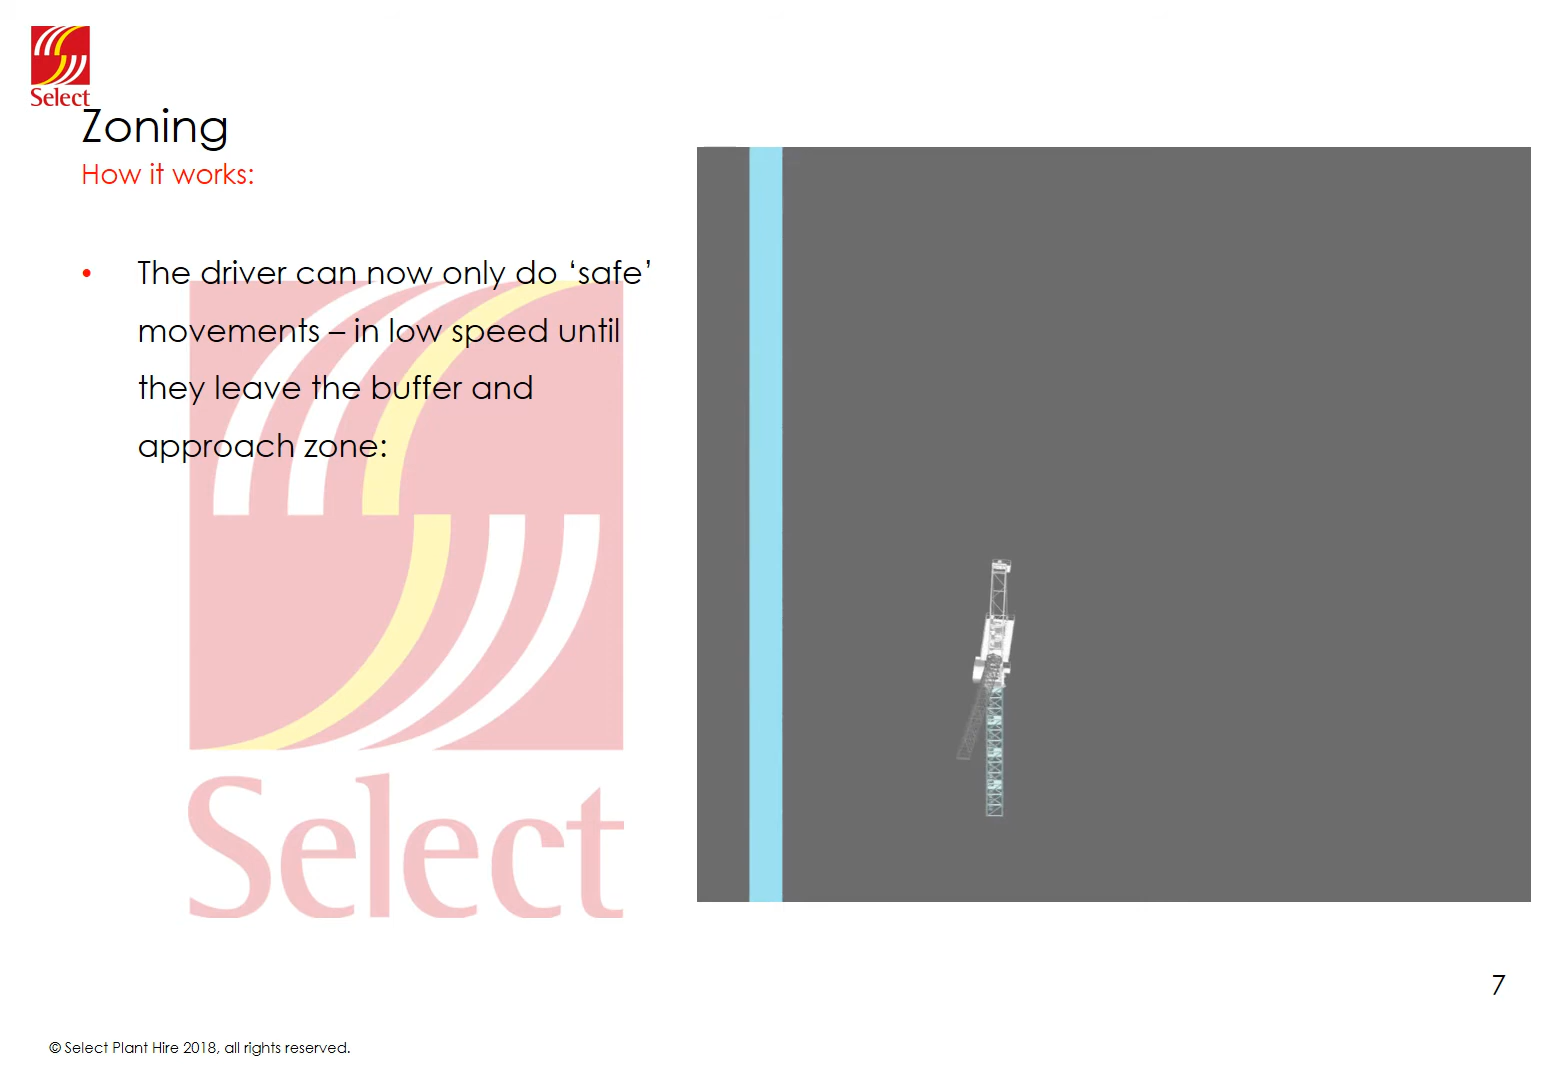 Select
Zoning
How it works:
• The driver can now only do ‘safe’
movements – in low speed until
they leave the buffer and
approach zone:
Select
7
© Select Plant Hire 2018, all rights reserved.